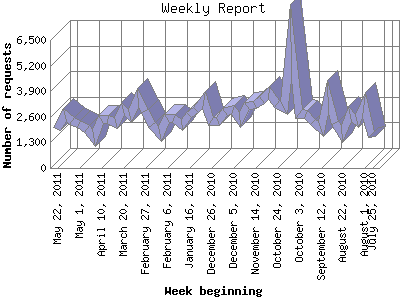 Weekly Report
Number of requests
6,500
5,200
3,900
2,600
1,300
0
May 22, 2011
May 1, 2011
April 10, 2011
March 20, 2011
February 27, 2011
February 6, 2011
January 16, 2011
December 26, 2010
December 5, 2010
November 14, 2010
October 24, 2010
October 3, 2010
September 12, 2010
August 22, 2010
August 1, 2010
July 25, 2010
Week beginning